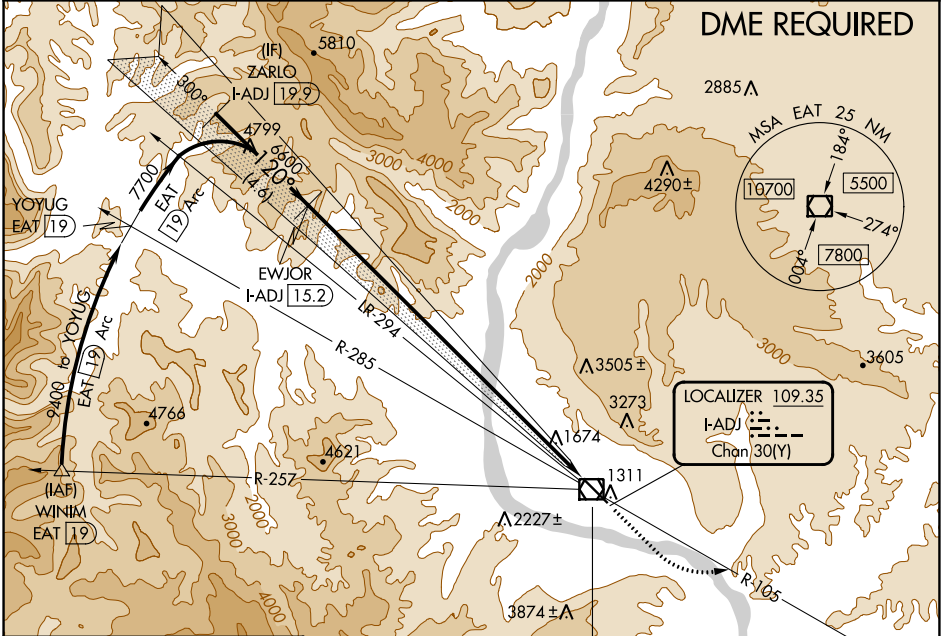 DME REQUIRED
5810
(IF)
ZARLO
I-ADJ 19.9
300°
2885
MSA EAT 25 NM
184°
10700
5500
274°
7800
004°
4799
6600
120°
(4.6)
3000
4000
2000
4290±
7700
EAT
19 Arc
YOYUG
EAT 19
2000
EWJOR
I-ADJ 15.2
LR-294
R-285
9400 to YOYUG
EAT 19 Arc
3000
3605
3505±
3273
LOCALIZER 109.35
I-ADJ
Chan 30(Y)
4766
4621
1674
R-257
1311
(IAF)
WINIM
EAT 19
2000
3000
4000
2227±
R-105
3874±